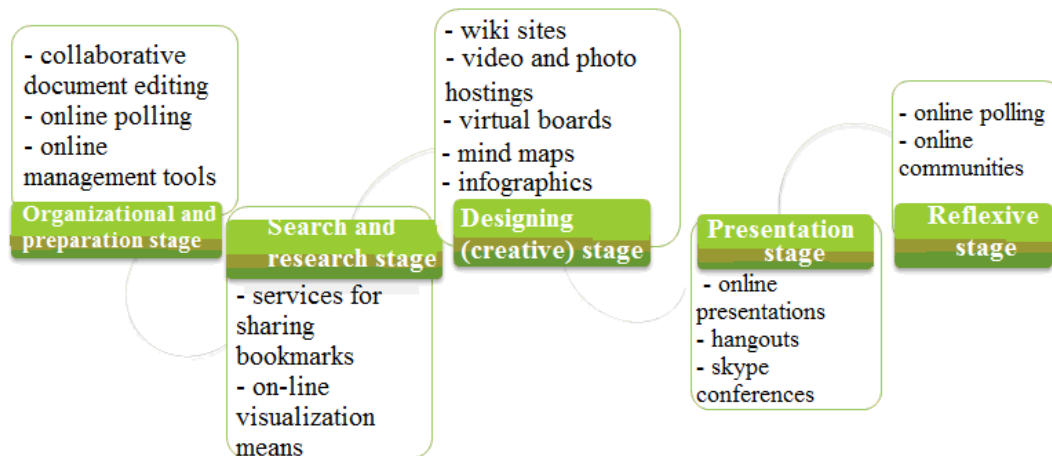 - collaborative
document editing
- online polling
- online
management tools
Organizational and
preparation stage
Search and
research stage
- services for
sharing
bookmarks
- on-line
visualization
means
- wiki sites
- video and photo
hostings
- virtual boards
- mind maps
- infographics
Designing
(creative) stage
Presentation
stage
- online
presentations
- hangouts
- skype
conferences
- online polling
- online
communities
Reflexive
stage